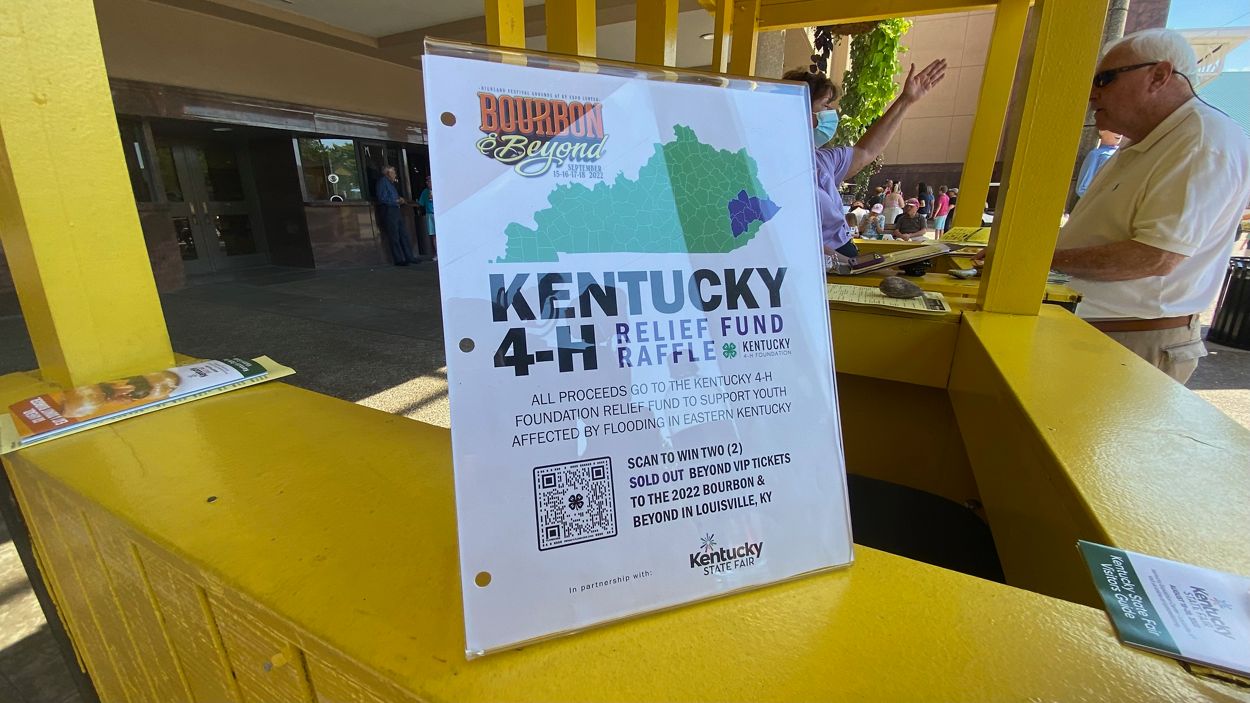 HIGHLAND FESTIVAL GROUNDS AT KY EXPO CENTER
BOURBON
& Beyond
SEPTEMBER
15-16-17-18 2022
KENTUCKY
4-H RELIEF FUND
RAFFLE KENTUCKY
4-H FOUNDATION
ALL PROCEEDS GO TO THE KENTUCKY 4-H
FOUNDATION RELIEF FUND TO SUPPORT YOUTH
AFFECTED BY FLOODING IN EASTERN KENTUCKY
SCAN TO WIN TWO (2)
SOLD OUT BEYOND VIP TICKETS
TO THE 2022 BOURBON &
BEYOND IN LOUISVILLE, KY
In partnership with:
Kentucky
STATE FAIR
Kentucky State Fair
Visitors Guide
Kentucky
STATE FAIR